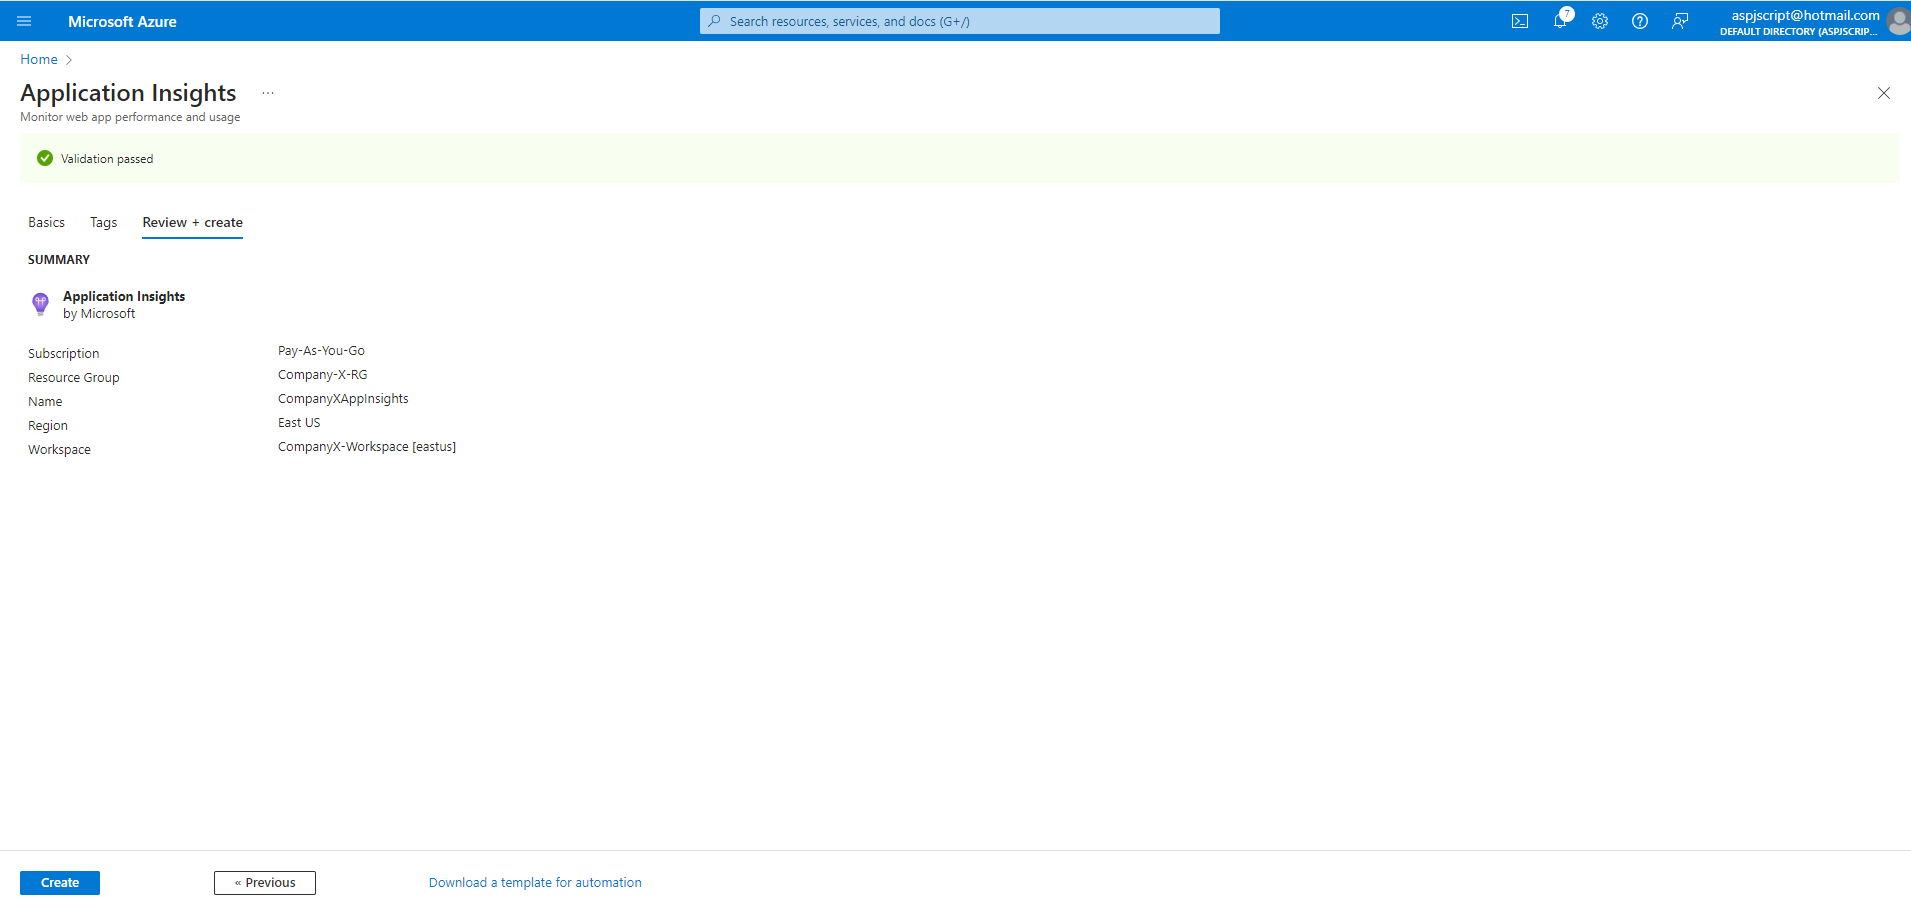 Microsoft Azure
Search resources, services, and docs (G+/)
7
aspjscript@hotmail.com
DEFAULT DIRECTORY (ASPJSCRIP...
Home
Application Insights ...
Monitor web app performance and usage
Validation passed
Basics Tags Review + create
SUMMARY
Application Insights
by Microsoft
Subscription Pay-As-You-Go
Resource Group Company-X-RG
Name CompanyXAppInsights
Region East US
Workspace CompanyX-Workspace [eastus]
Create « Previous Download a template for automation